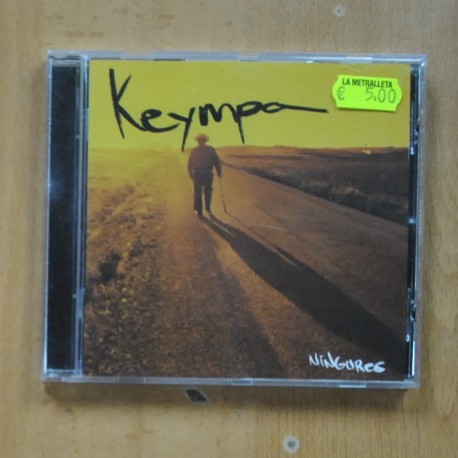 LA METRALLETA
€ 5.00
Keympa
NiNGURES